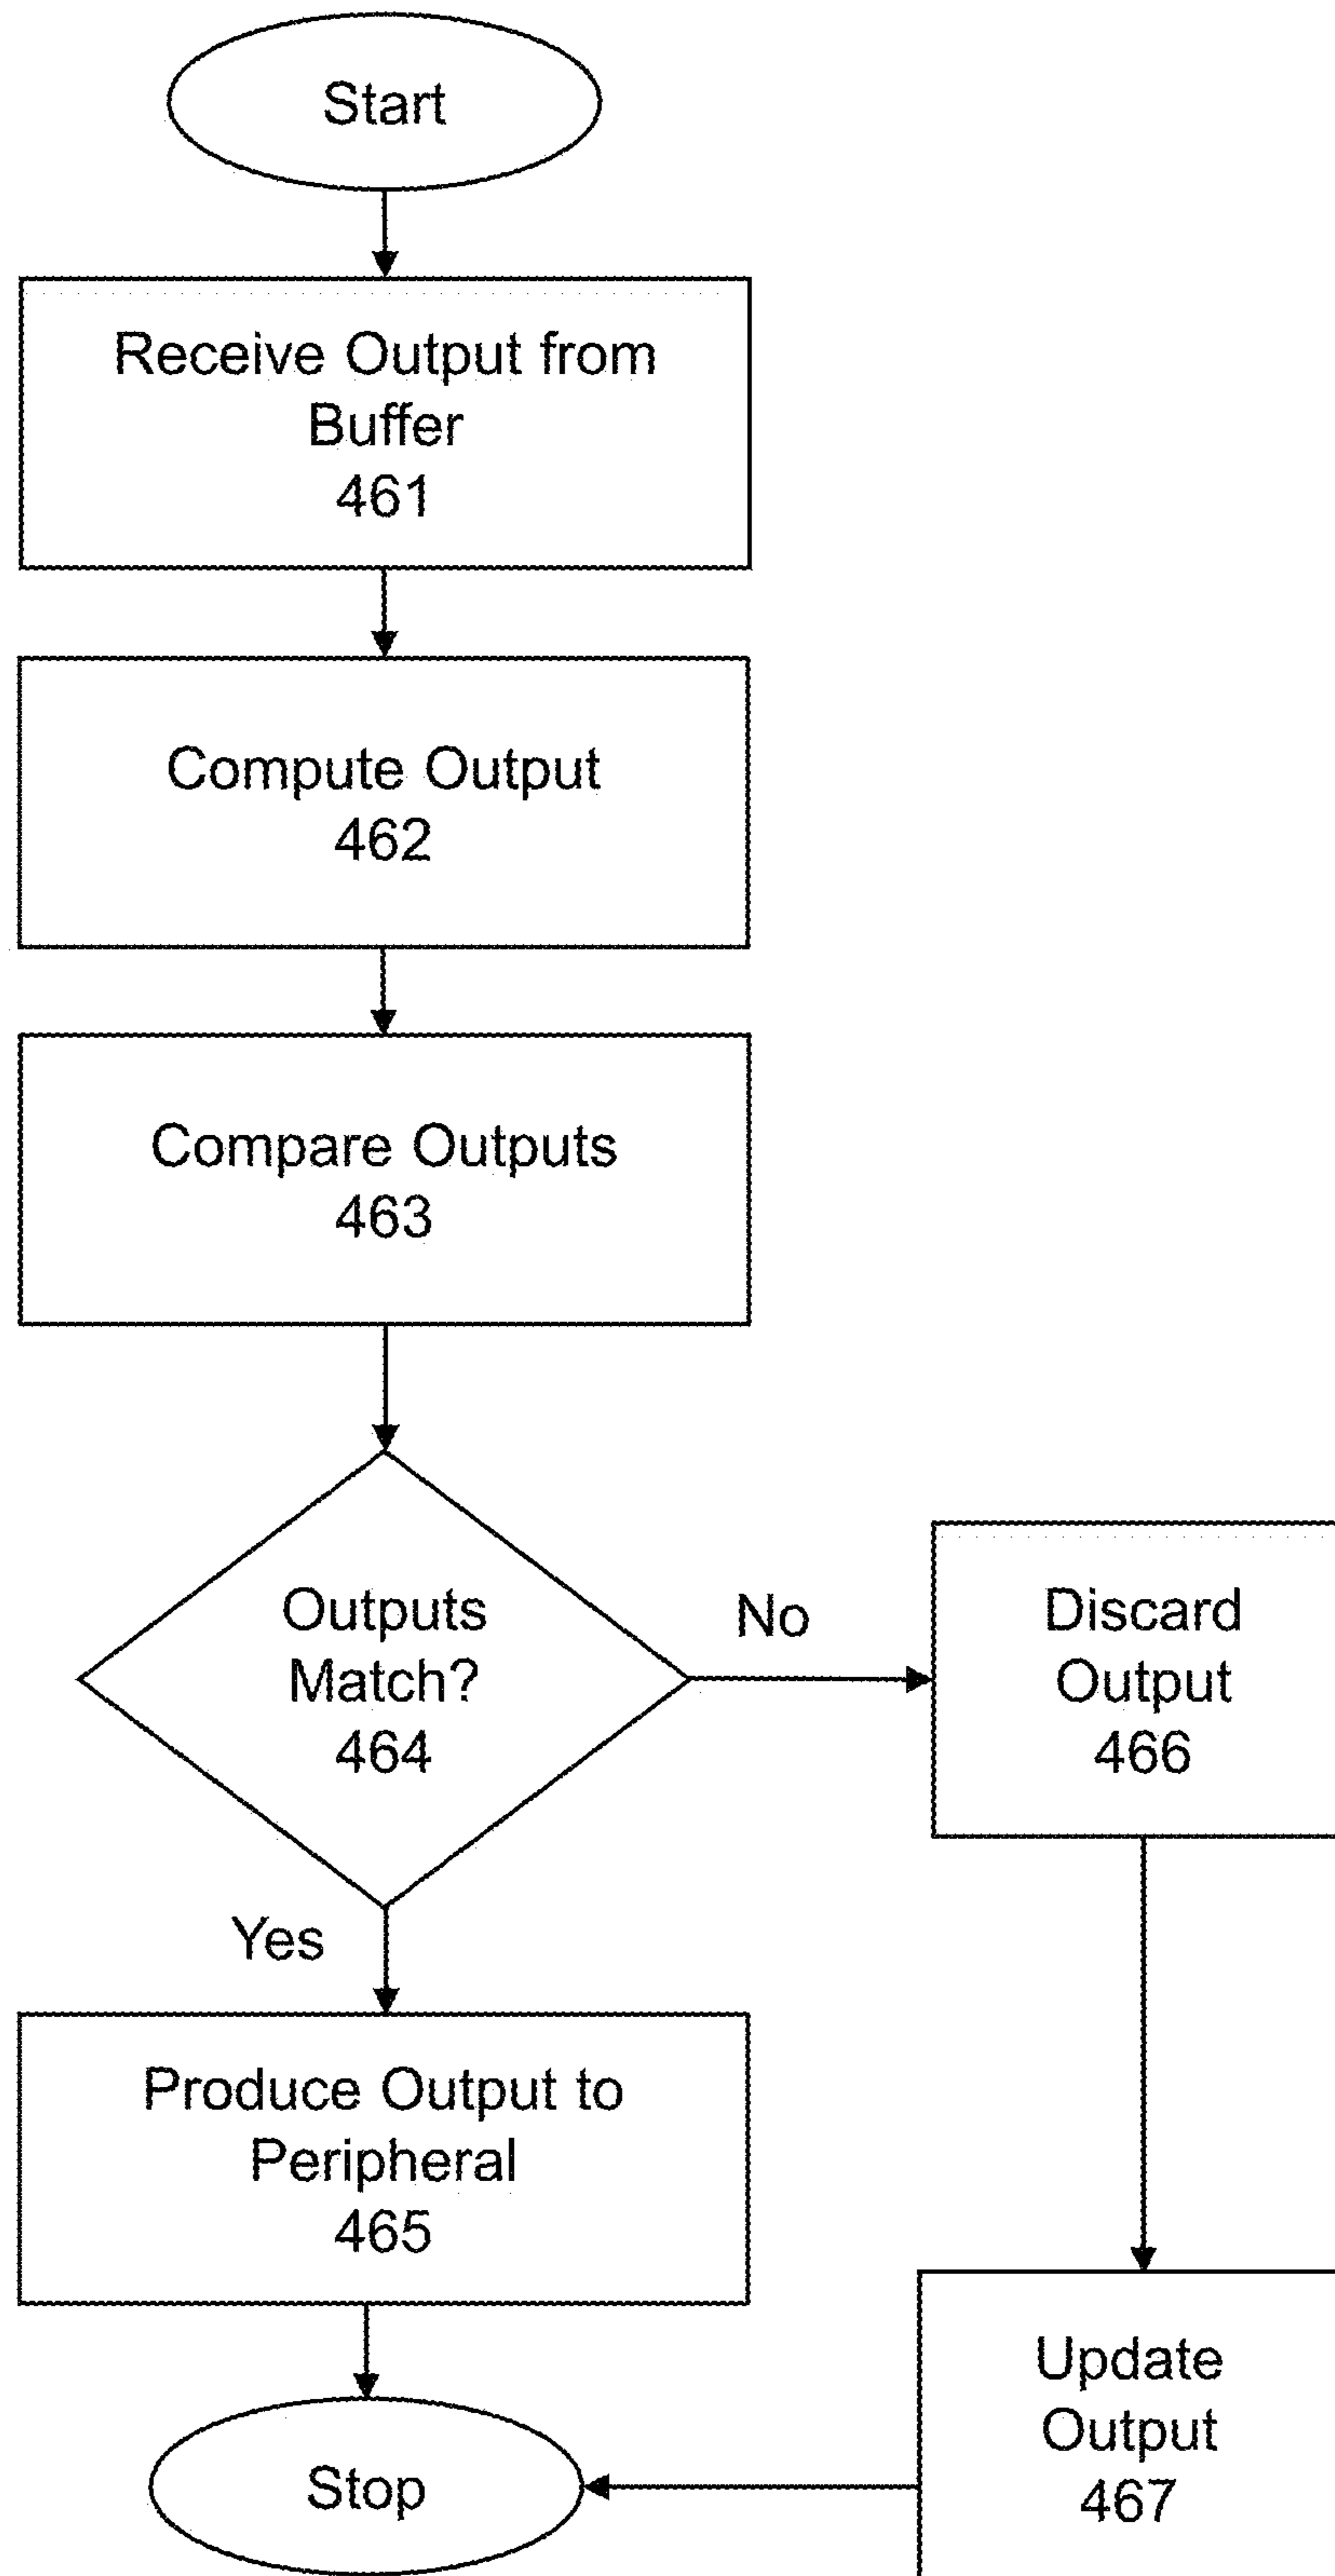 Start
Receive Output from
Buffer
461
Compute Output
462
Compare Outputs
463
Outputs
Match?
464
No
Discard
Output
466
Yes
Produce Output to
Peripheral
465
Update
Output
467
Stop